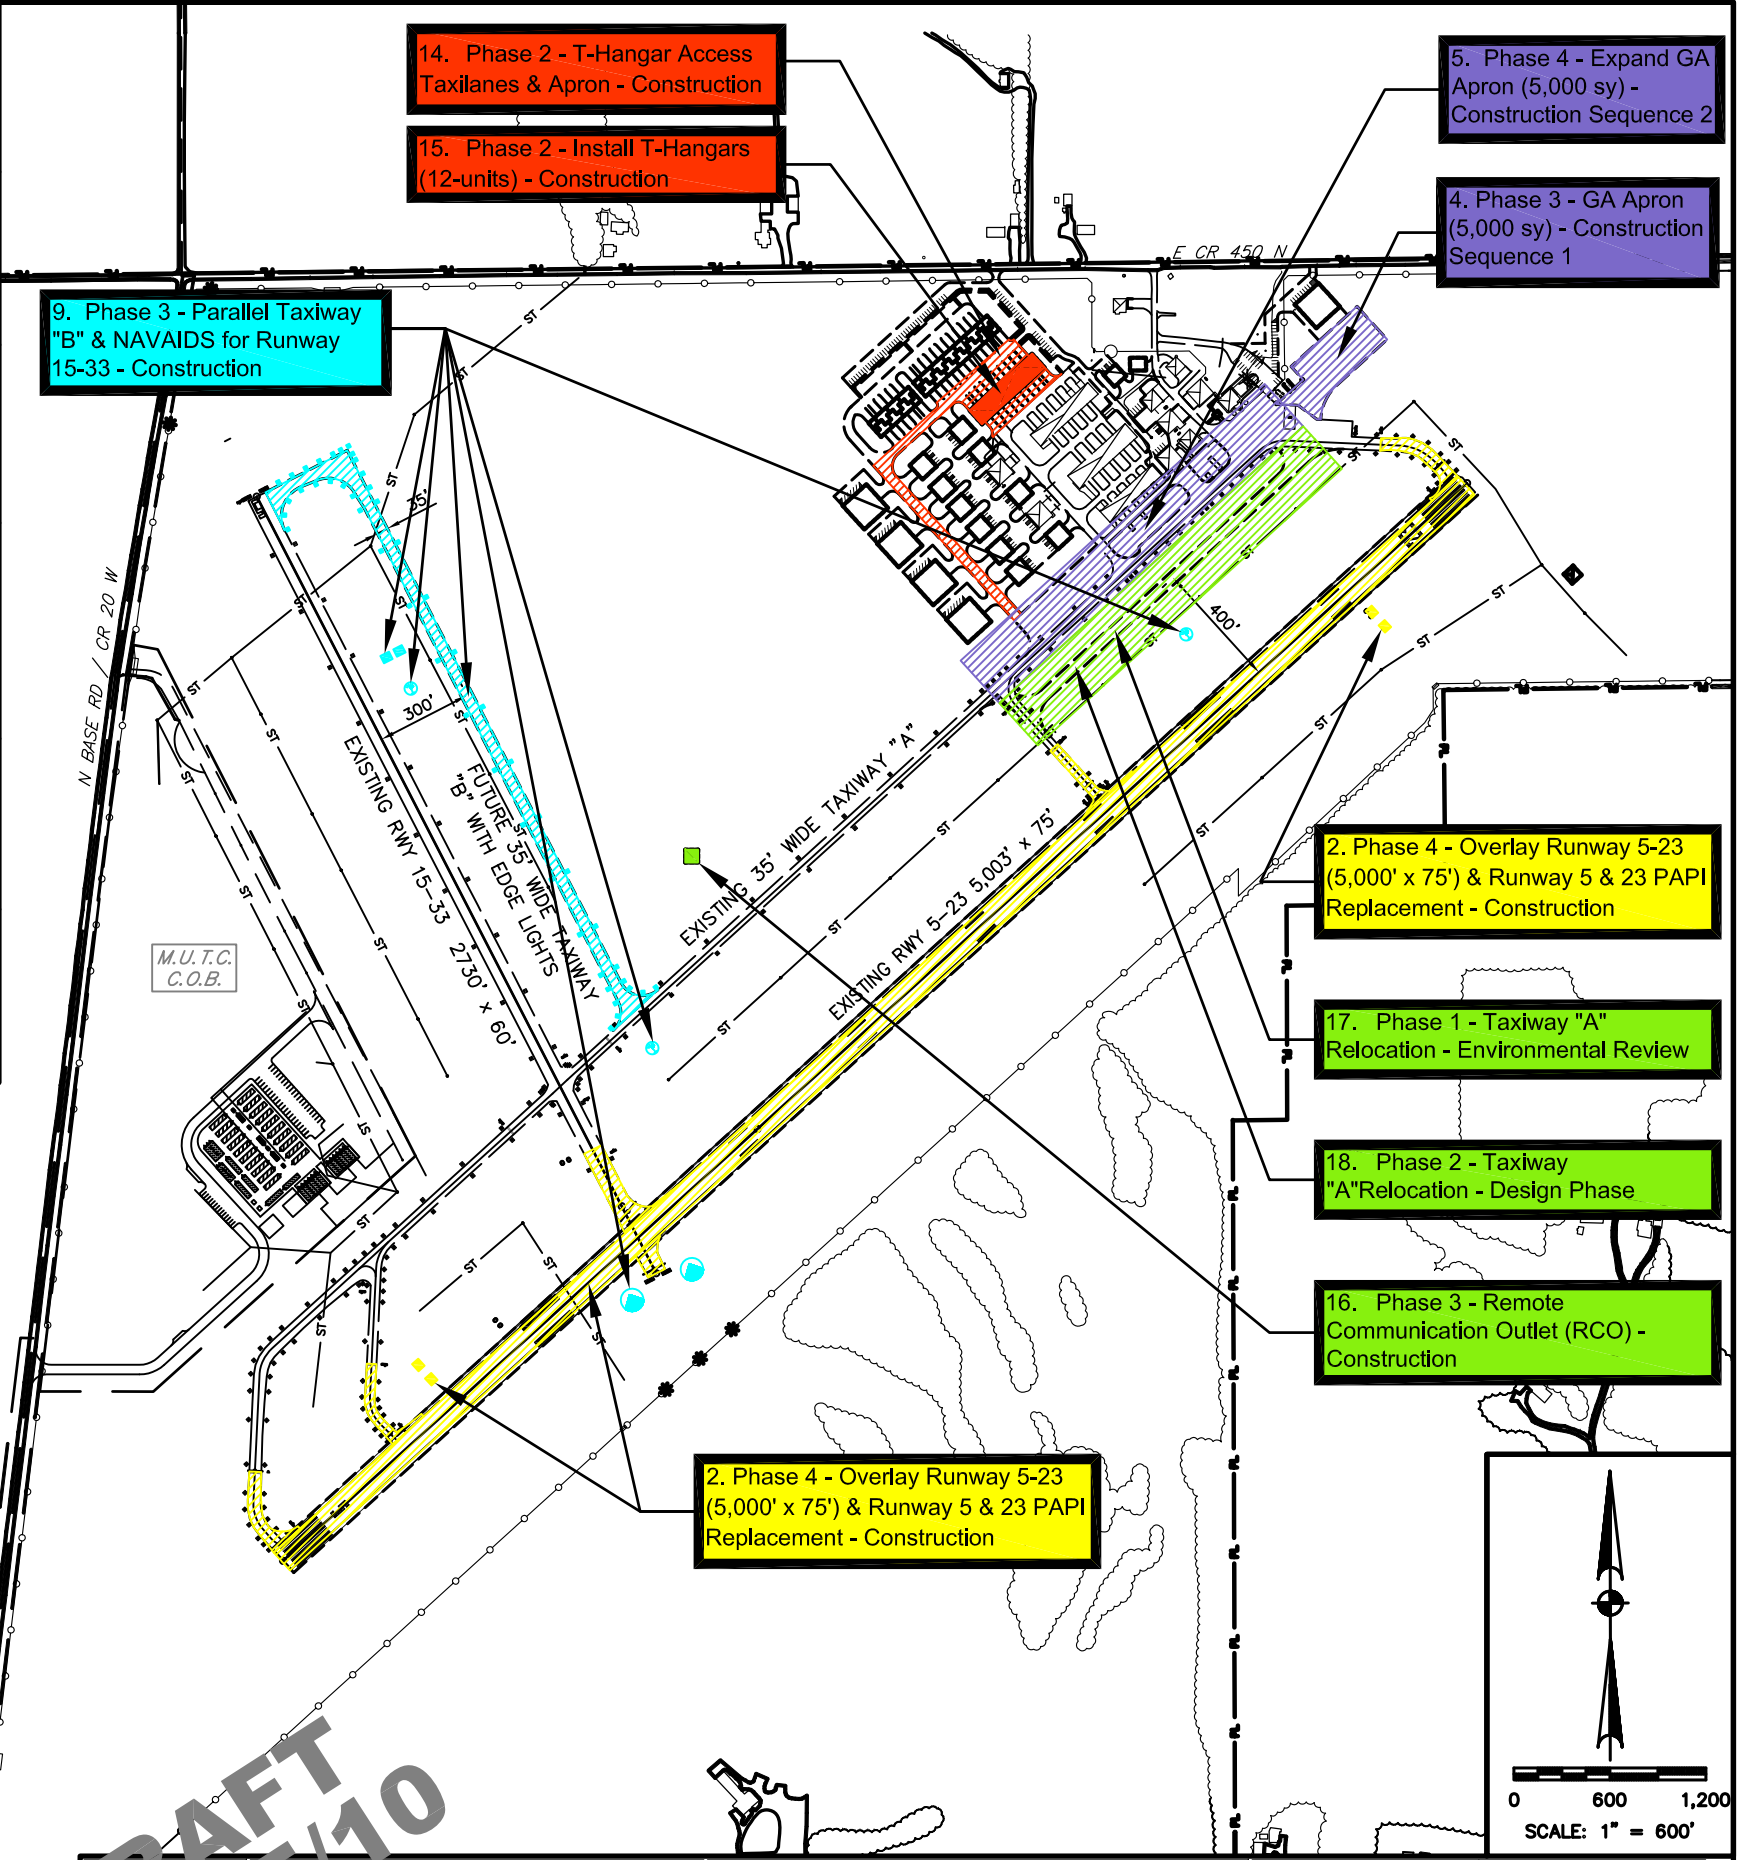 14. Phase 2 - T-Hangar Access
Taxilanes & Apron - Construction
15. Phase 2 - Install T-Hangars
(12-units) - Construction
5. Phase 4 - Expand GA
Apron (5,000 sy) -
Construction Sequence 2
4. Phase 3 - GA Apron
(5,000 sy) - Construction
Sequence 1
E CR 450 N
9. Phase 3 - Parallel Taxiway
"B" & NAVAIDS for Runway
15-33 - Construction
35'
N BASE RD / CR 20 W
300'
400'
EXISTING RWY 15-33 2730' x 60'
FUTURE 35' WIDE TAXIWAY
"B" WITH EDGE LIGHTS
EXISTING 35' WIDE TAXIWAY "A"
EXISTING RWY 5-23 5,003' x 75'
M.U.T.C.
C.O.B.
2. Phase 4 - Overlay Runway 5-23
(5,000' x 75') & Runway 5 & 23 PAPI
Replacement - Construction
17. Phase 1 - Taxiway "A"
Relocation - Environmental Review
18. Phase 2 - Taxiway
"A"Relocation - Design Phase
16. Phase 3 - Remote
Communication Outlet (RCO) -
Construction
2. Phase 4 - Overlay Runway 5-23
(5,000' x 75') & Runway 5 & 23 PAPI
Replacement - Construction
0 600 1,200
SCALE: 1" = 600'